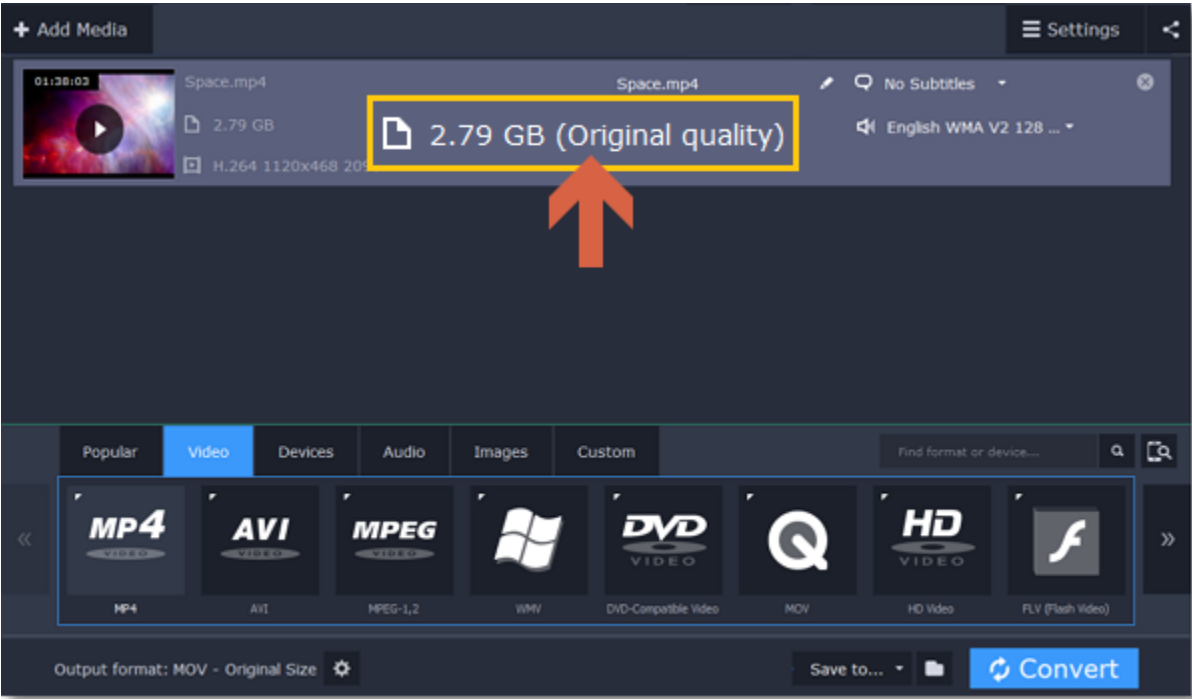 Add Media
Settings
01:38:03
Space.mp4
Space.mp4
No Subtitles
2.79 GB
2.79 GB (Original quality)
English WMA V2 128 ...
H.264 1120x468
Popular
Video
Devices
Audio
Images
Custom
Find format or device...
MP4
VIDEO
AVI
VIDEO
MPEG
VIDEO
DVD
VIDEO
HD
VIDEO
MP4
AVI
MPEG-1,2
WMV
DVD-Compatible Video
MOV
HD Video
FLV (Flash Video)
Output format: MOV - Original Size
Save to...
Convert